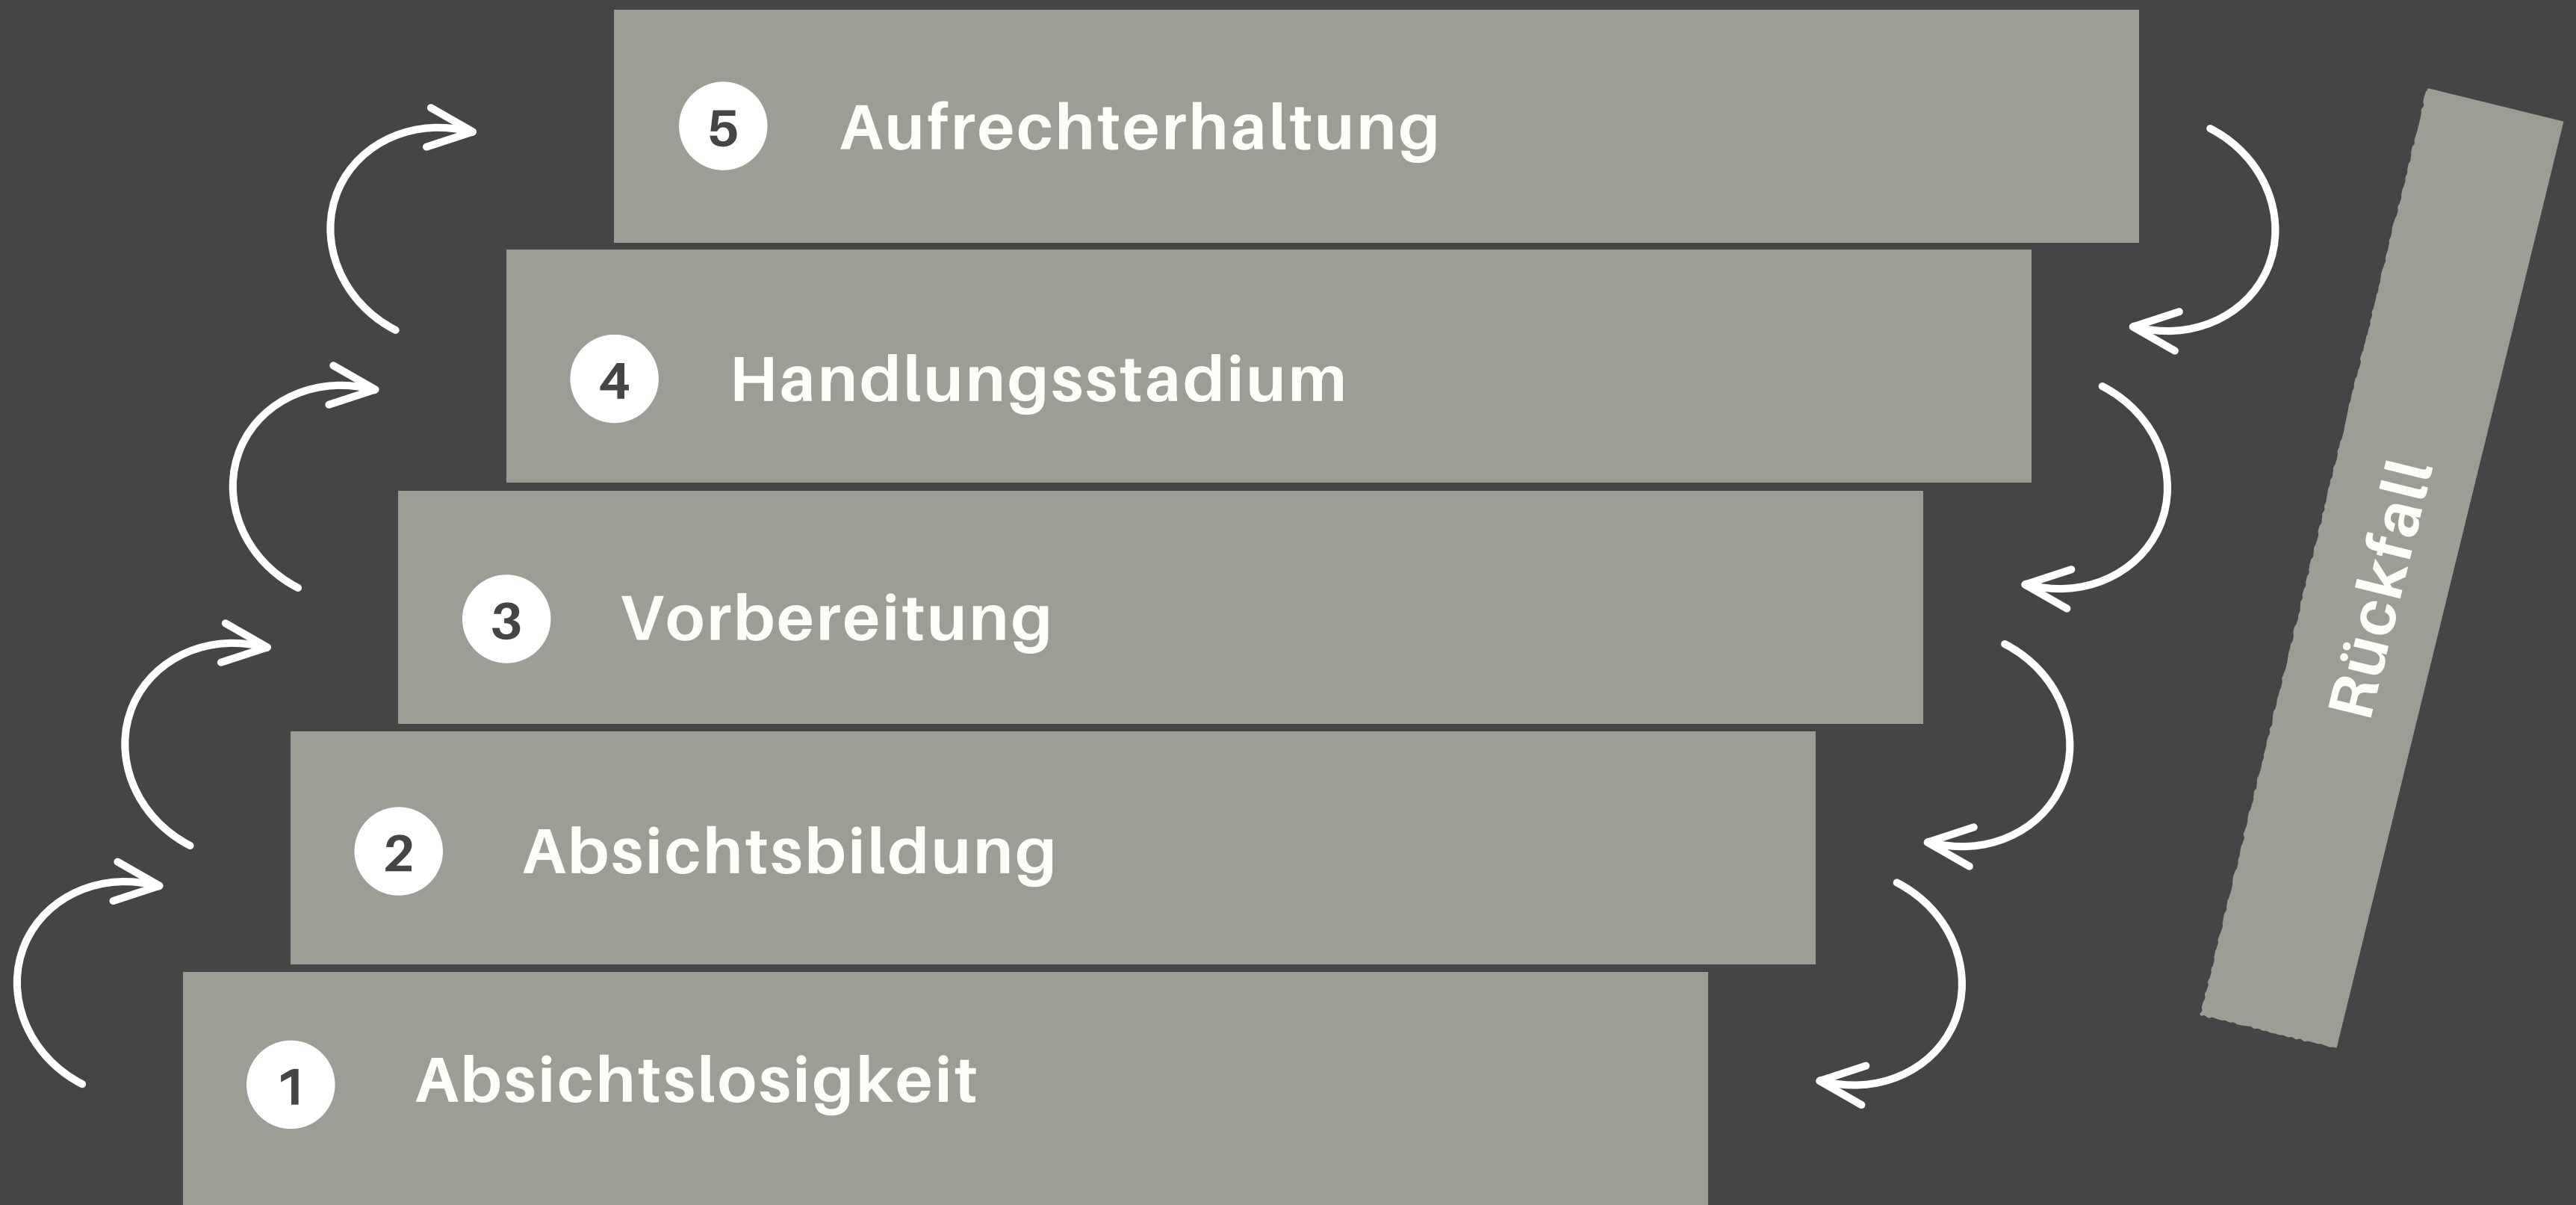 5 Aufrechterhaltung
4 Handlungsstadium
3 Vorbereitung
2 Absichtsbildung
1 Absichtslosigkeit
Rückfall